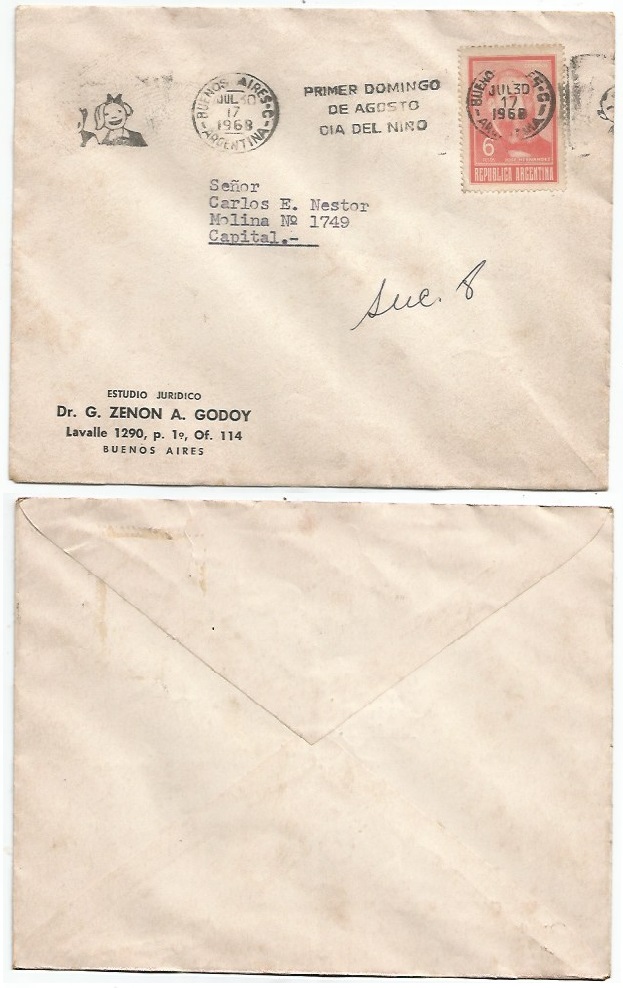 BUENOS AIRES-C-
JUL 30
17
1968
ARGENTINA
PRIMER DOMINGO
DE AGOSTO
DIA DEL NIÑO
JUL 30
17
1968
6
JOSE HERNANDEZ
REPUBLICA ARGENTINA
Señor
Carlos E. Nestor
Molina Nº 1749
Capital.-
Suc. 8
ESTUDIO JURIDICO
Dr. G. ZENON A. GODOY
Lavalle 1290, p. 1º, Of. 114
BUENOS AIRES